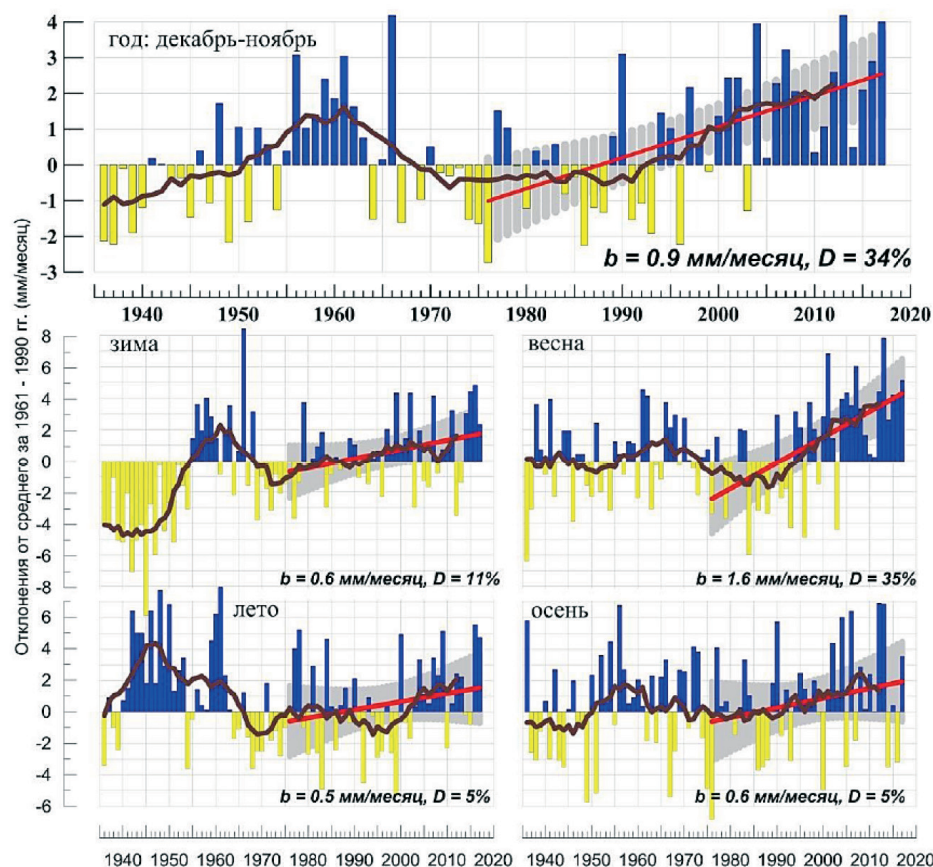 Отклонения от среднего за 1961 - 1990 гг. (мм/месяц)
год: декабрь-ноябрь
4
3
2
1
0
-1
-2
-3
b = 0.9 мм/месяц, D = 34%
1940 1950 1960 1970 1980 1990 2000 2010 2020
зима
8
6
4
2
0
-2
-4
-6
-8
b = 0.6 мм/месяц, D = 11%
весна
b = 1.6 мм/месяц, D = 35%
лето
6
4
2
0
-2
-4
-6
b = 0.5 мм/месяц, D = 5%
1940 1950 1960 1970 1980 1990 2000 2010 2020
осень
b = 0.6 мм/месяц, D = 5%
1940 1950 1960 1970 1980 1990 2000 2010 2020